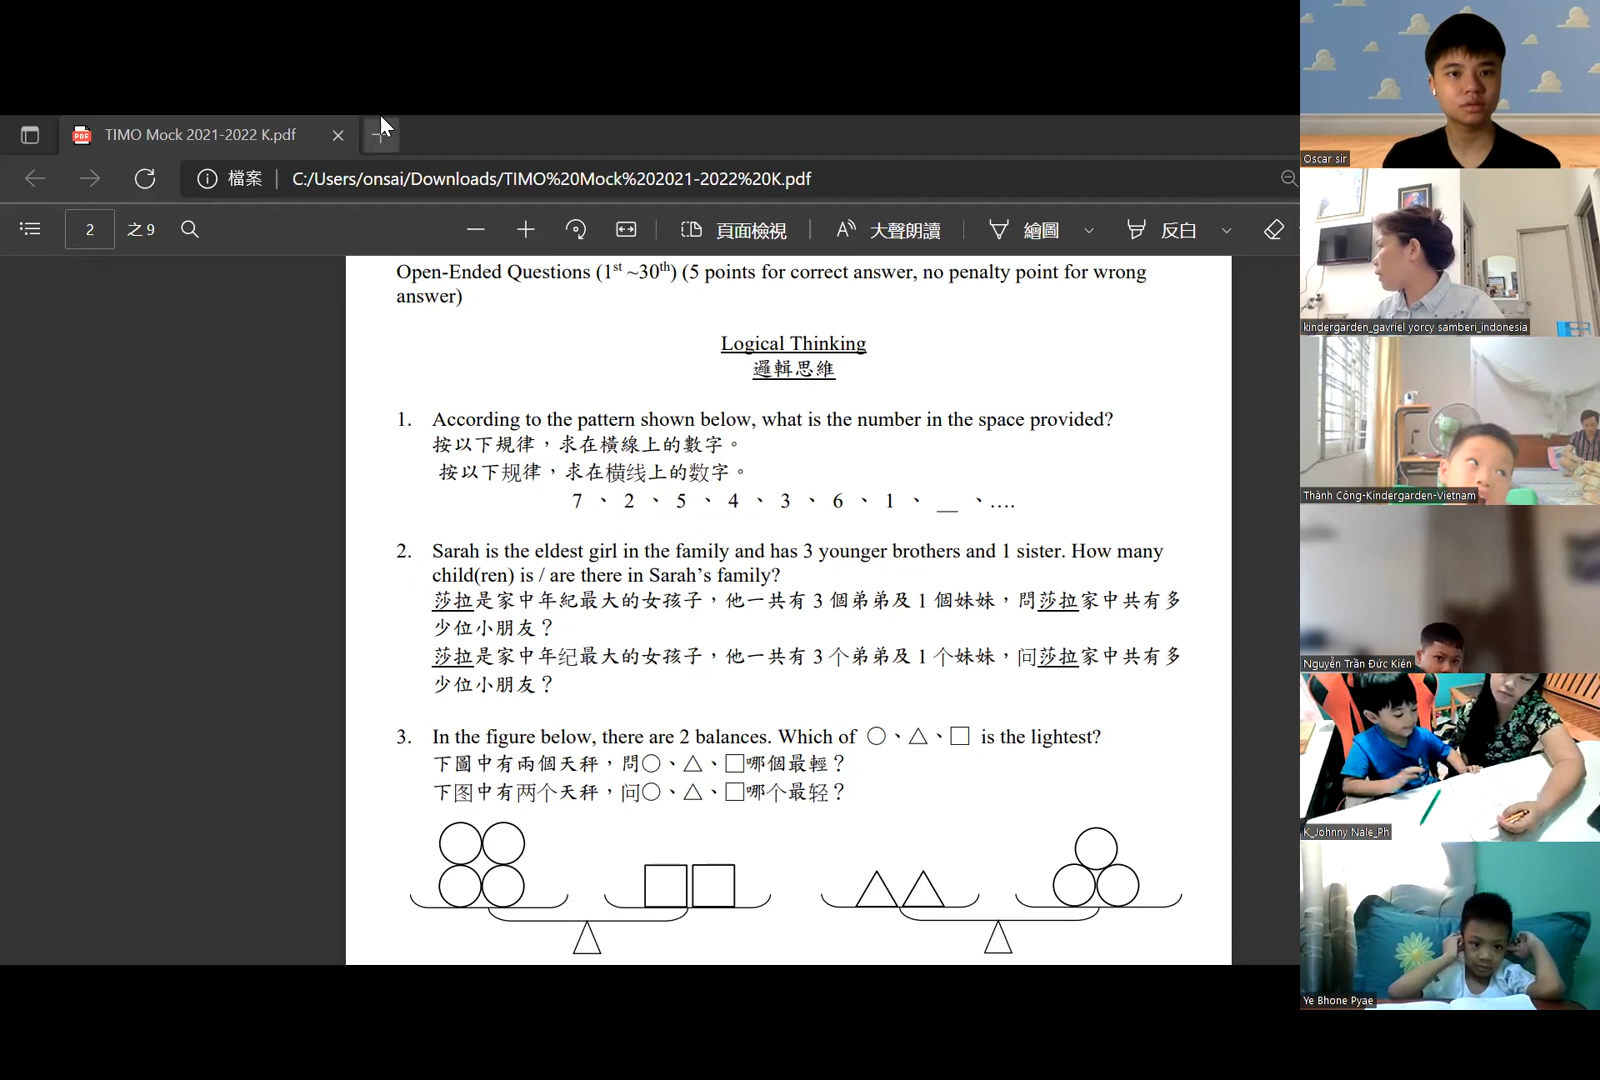 TIMO Mock 2021-2022 K.pdf
檔案 C:/Users/onsai/Downloads/TIMO%20Mock%202021-2022%20K.pdf
2 之 9 頁面檢視 大聲朗讀 繪圖 反白
Open-Ended Questions (1st ~30th) (5 points for correct answer, no penalty point for wrong
answer)
Logical Thinking
邏輯思維
1. According to the pattern shown below, what is the number in the space provided?
按以下規律，求在橫線上的數字。
按以下规律，求在横线上的数字。
7、2、5、4、3、6、1、__、....
2. Sarah is the eldest girl in the family and has 3 younger brothers and 1 sister. How many
child(ren) is / are there in Sarah's family?
莎拉是家中年紀最大的女孩子，他一共有 3 個弟弟及 1 個妹妹，問莎拉家中共有多
少位小朋友？
莎拉是家中年纪最大的女孩子，他一共有 3 个弟弟及 1 个妹妹，问莎拉家中共有多
少位小朋友？
3. In the figure below, there are 2 balances. Which of ○、△、□ is the lightest?
下圖中有兩個天秤，問○、△、□哪個最輕？
下图中有两个天秤，问○、△、□哪个最轻？
Oscar sir
kindergarden_gavriel yorcy samberi_indonesia
Thành Công-Kindergarden-Vietnam
Nguyễn Trần Đức Kiên
K_Johnny Nale_Ph
Ye Bhone Pyae